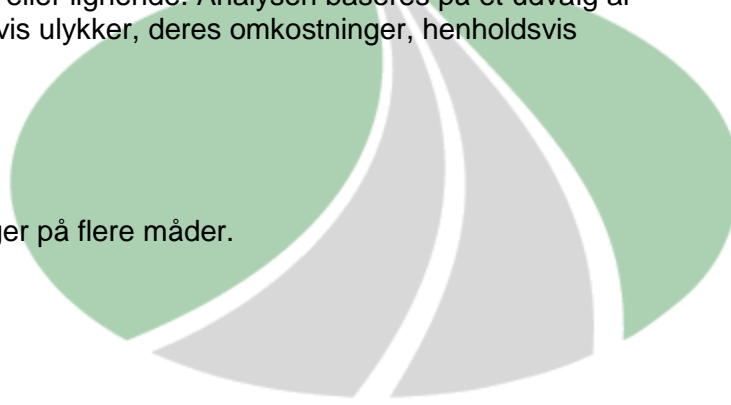 eller lignende. Analysen baseres på et udvalg af
vis ulykker, deres omkostninger, henholdsvis
ger på flere måder.